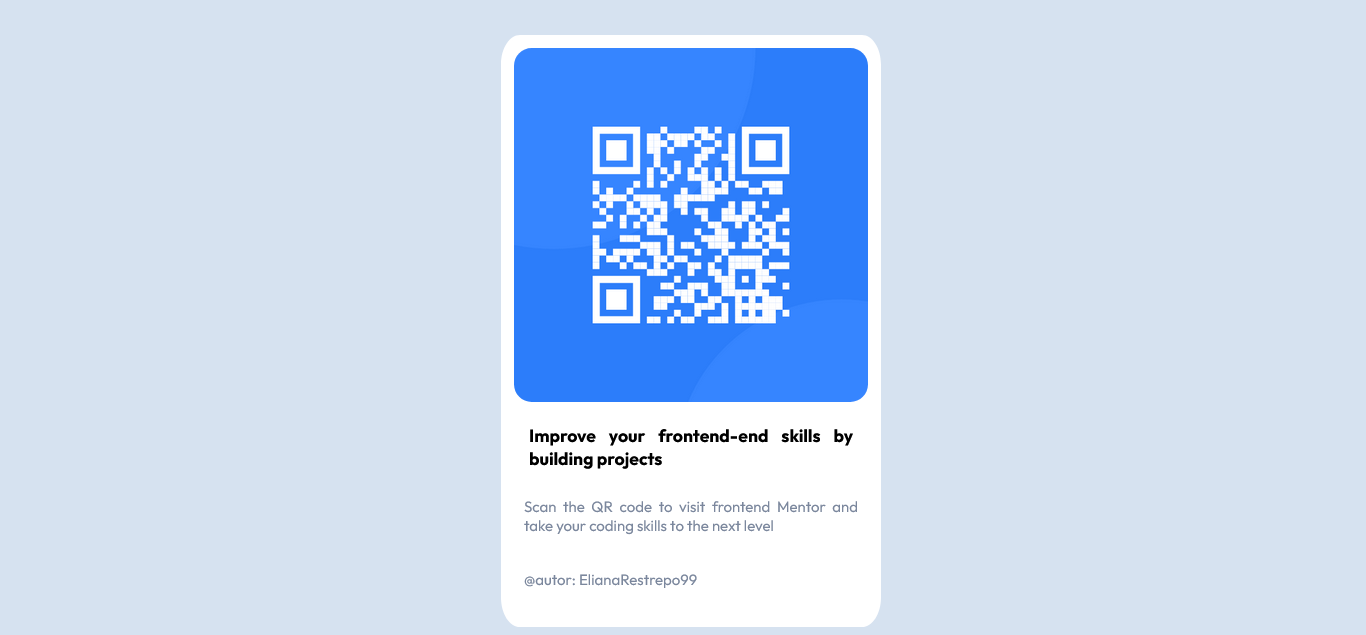 Improve your frontend-end skills by
building projects
Scan the QR code to visit frontend Mentor and
take your coding skills to the next level
@autor: ElianaRestrepo99